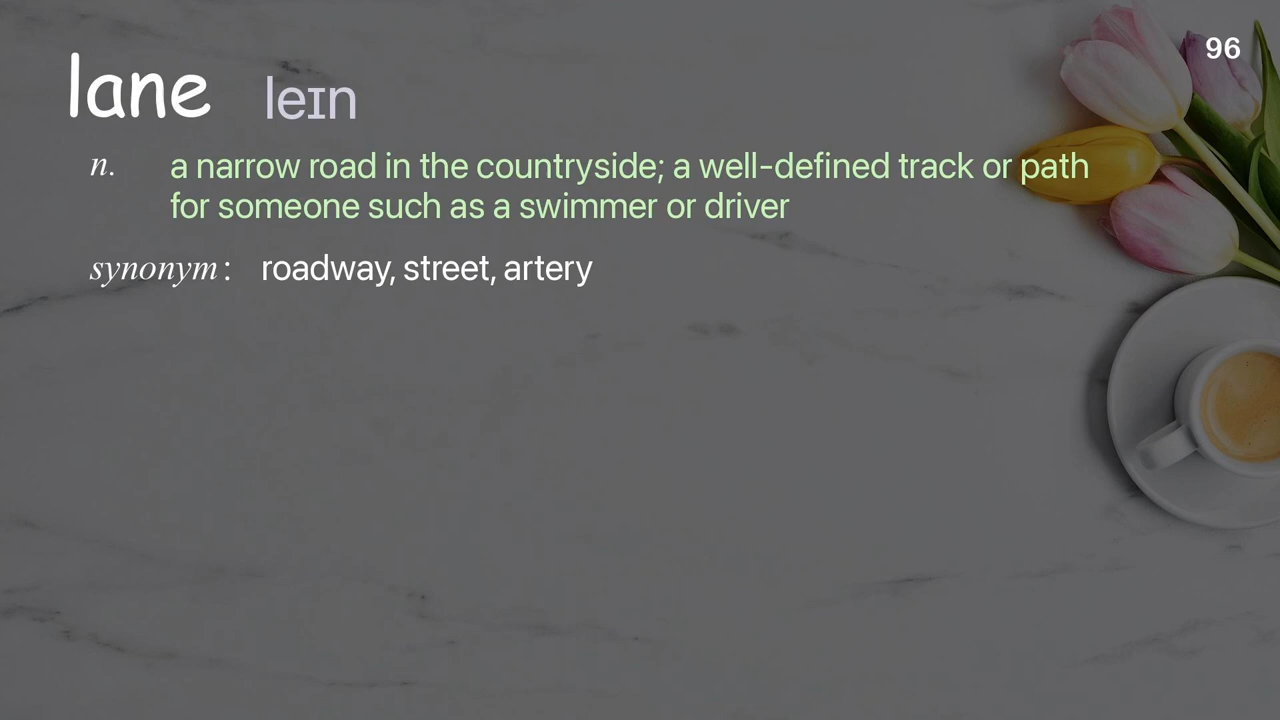 96
lane leɪn
n. a narrow road in the countryside; a well-defined track or path
for someone such as a swimmer or driver
synonym: roadway, street, artery